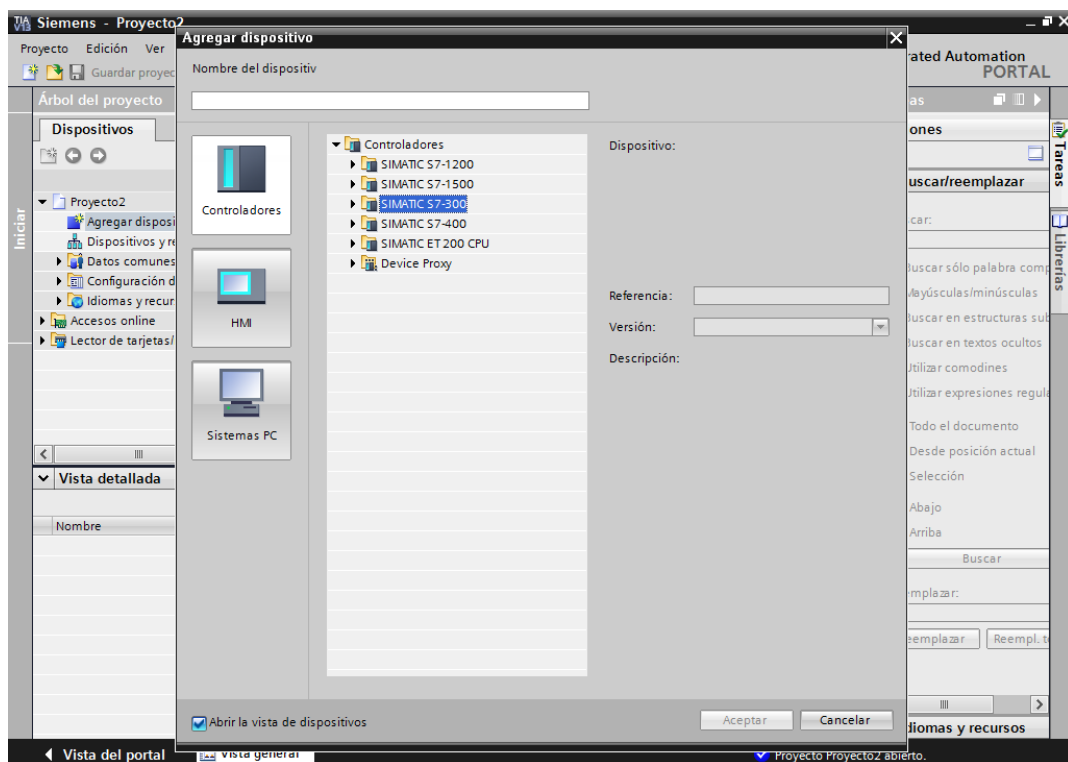 TIA V13 Siemens - Proyecto2
Agregar dispositivo
Proyecto Edición Ver
Guardar proyec
rated Automation
PORTAL
Árbol del proyecto
Dispositivos
Proyecto2
Agregar disposi
Dispositivos y re
Datos comunes
Configuración d
Idiomas y recur
Accesos online
Lector de tarjetas/
Vista detallada
Nombre
Iniciar
Nombre del dispositiv
Controladores
HMI
Sistemas PC
Controladores
SIMATIC S7-1200
SIMATIC S7-1500
SIMATIC S7-300
SIMATIC S7-400
SIMATIC ET 200 CPU
Device Proxy
Dispositivo:
Referencia:
Versión:
Descripción:
Abrir la vista de dispositivos
Aceptar
Cancelar
as
ones
uscar/reemplazar
car:
Buscar sólo palabra comp
Mayúsculas/minúsculas
Buscar en estructuras sub
Buscar en textos ocultos
Utilizar comodines
Utilizar expresiones regula
Todo el documento
Desde posición actual
Selección
Abajo
Arriba
Buscar
mplazar:
eemplazar
Reempl. t
diomas y recursos
Tareas
Librerías
Vista del portal
Vista general
Proyecto Proyecto2 abierto.